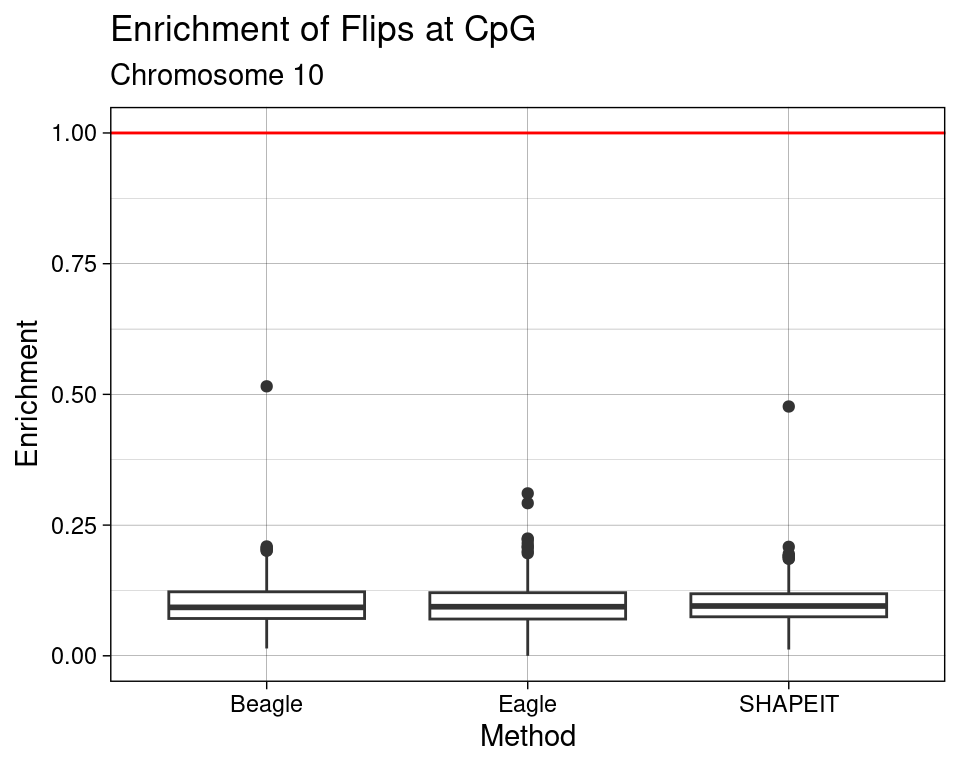 Enrichment of Flips at CpG
Chromosome 10
Enrichment
1.00
0.75
0.50
0.25
0.00
Beagle Eagle SHAPEIT
Method